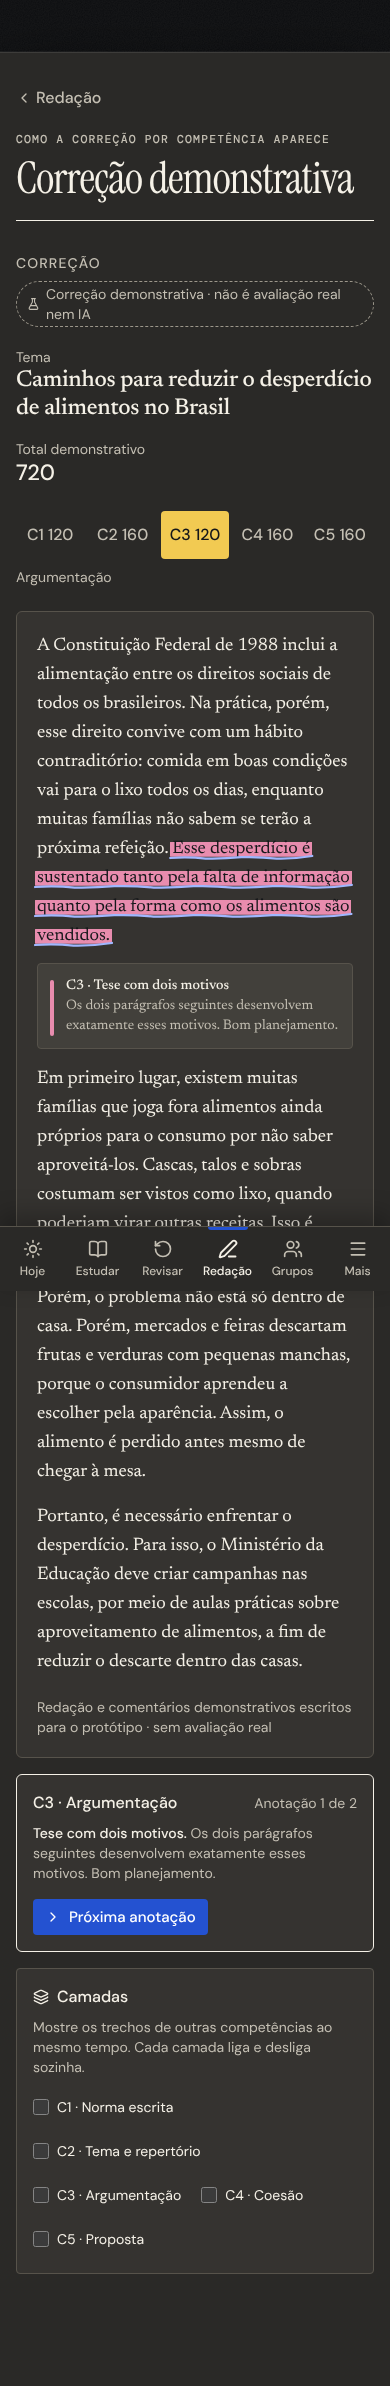 Redação
COMO A CORREÇÃO POR COMPETÊNCIA APARECE
Correção demonstrativa
CORREÇÃO
Correção demonstrativa · não é avaliação real
nem IA
Tema
Caminhos para reduzir o desperdício
de alimentos no Brasil
Total demonstrativo
720
C1 120 C2 160 C3 120 C4 160 C5 160
Argumentação
A Constituição Federal de 1988 inclui a
alimentação entre os direitos sociais de
todos os brasileiros. Na prática, porém,
esse direito convive com um hábito
contraditório: comida em boas condições
vai para o lixo todos os dias, enquanto
muitas famílias não sabem se terão a
próxima refeição. Esse desperdício é
sustentado tanto pela falta de informação
quanto pela forma como os alimentos são
vendidos.
C3 · Tese com dois motivos
Os dois parágrafos seguintes desenvolvem
exatamente esses motivos. Bom planejamento.
Em primeiro lugar, existem muitas
famílias que joga fora alimentos ainda
próprios para o consumo por não saber
aproveitá-los. Cascas, talos e sobras
costumam ser vistos como lixo, quando
poderiam virar outras receitas. Isso é
Hoje Estudar Revisar Redação Grupos Mais
Porém, o problema não está só dentro de
casa. Porém, mercados e feiras descartam
frutas e verduras com pequenas manchas,
porque o consumidor aprendeu a
escolher pela aparência. Assim, o
alimento é perdido antes mesmo de
chegar à mesa.
Portanto, é necessário enfrentar o
desperdício. Para isso, o Ministério da
Educação deve criar campanhas nas
escolas, por meio de aulas práticas sobre
aproveitamento de alimentos, a fim de
reduzir o descarte dentro das casas.
Redação e comentários demonstrativos escritos
para o protótipo · sem avaliação real
C3 · Argumentação Anotação 1 de 2
Tese com dois motivos. Os dois parágrafos
seguintes desenvolvem exatamente esses
motivos. Bom planejamento.
Próxima anotação
Camadas
Mostre os trechos de outras competências ao
mesmo tempo. Cada camada liga e desliga
sozinha.
C1 · Norma escrita
C2 · Tema e repertório
C3 · Argumentação C4 · Coesão
C5 · Proposta